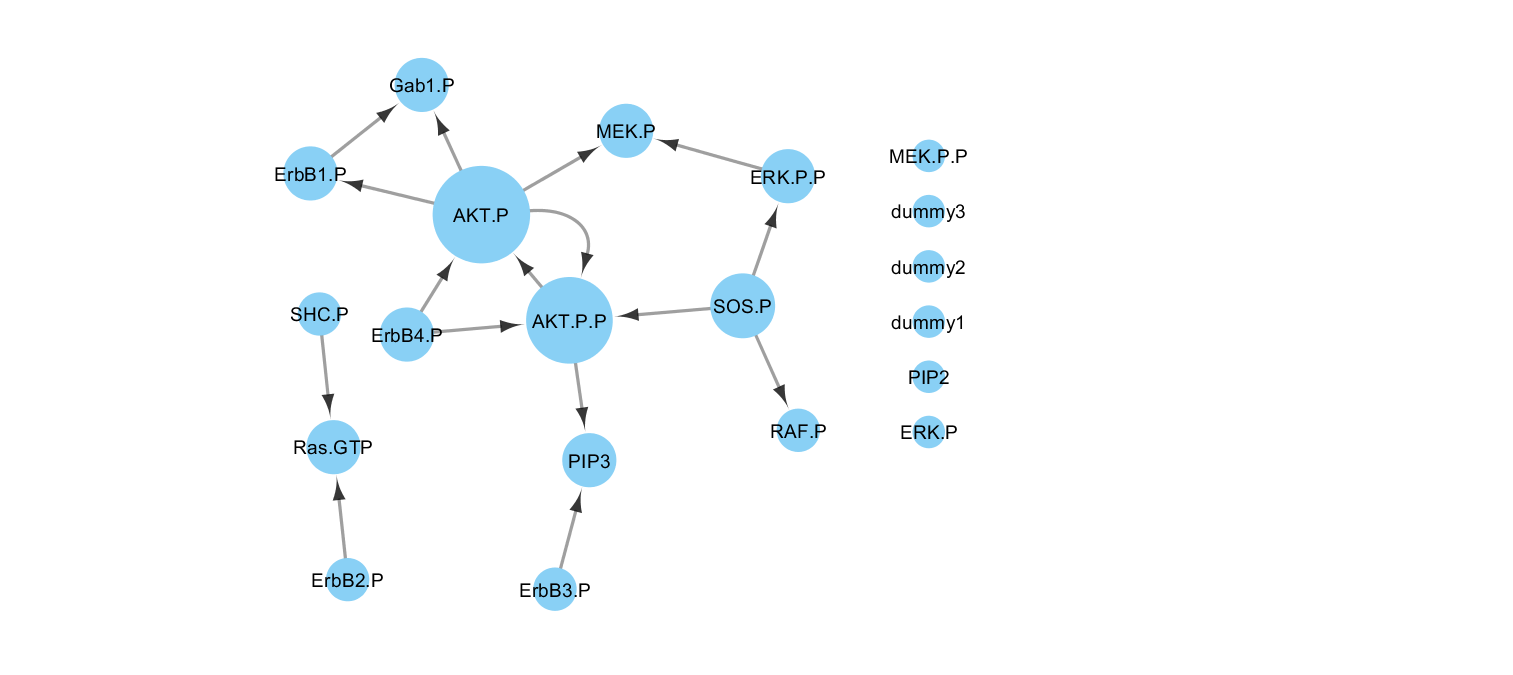 Gab1.P
MEK.P
MEK.P.P
ErbB1.P
ERK.P.P
AKT.P
dummy3
dummy2
SHC.P
SOS.P
AKT.P.P
dummy1
ErbB4.P
PIP2
RAF.P
ERK.P
Ras.GTP
PIP3
ErbB2.P
ErbB3.P